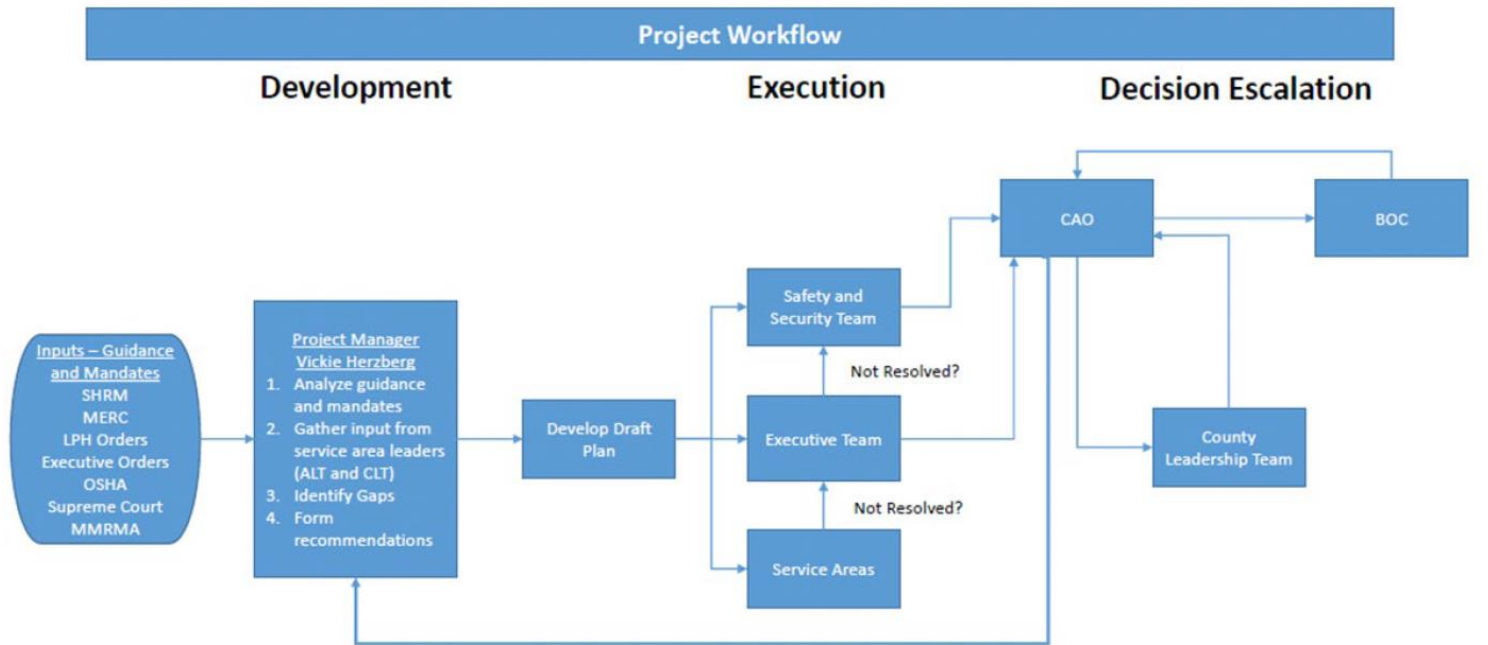 Project Workflow
Development
Execution
Decision Escalation
CAO
BOC
Safety and
Security Team
Not Resolved?
Inputs – Guidance
and Mandates
SHRM
MERC
LPH Orders
Executive Orders
OSHA
Supreme Court
MMRMA
Project Manager
Vickie Herzberg
1. Analyze guidance
and mandates
2. Gather input from
service area leaders
(ALT and CLT)
3. Identify Gaps
4. Form
recommendations
Develop Draft
Plan
Executive Team
County
Leadership Team
Not Resolved?
Service Areas